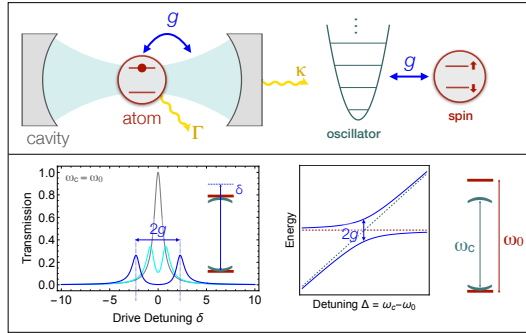 g
cavity
atom
Γ
κ
oscillator
g
spin
ω_c = ω_0
δ
2g
Transmission
1.0
0.8
0.6
0.4
0.2
0.0
-10
-5
0
5
10
Drive Detuning δ
Energy
2g
Detuning Δ = ω_c-ω_0
ω_C
ω_0